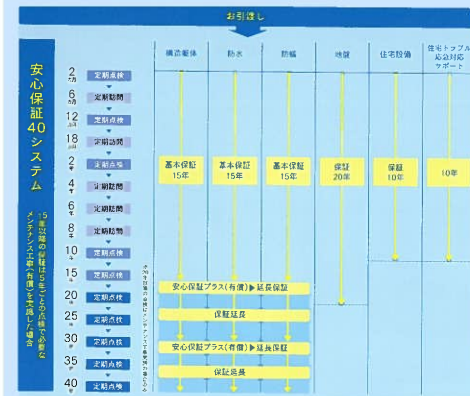 お引渡し
構造躯体
防水
防蟻
地盤
住宅設備
住宅トラブル
応急対応
サポート
安心保証40システム
15年以降の保証は5年ごとの点検で必要な
メンテナンス工事(有償)を実施した場合
2ヵ月 定期点検
6ヵ月 定期訪問
12ヵ月 定期点検
18ヵ月 定期訪問
2年 定期点検
4年 定期訪問
6年 定期訪問
8年 定期訪問
10年 定期点検
15年 定期点検
20年 定期点検
25年 定期点検
30年 定期点検
35年 定期点検
40年 定期点検
基本保証
15年
基本保証
15年
基本保証
15年
保証
20年
保証
10年
10年
安心保証プラス(有償)▶延長保証
保証延長
安心保証プラス(有償)▶延長保証
保証延長